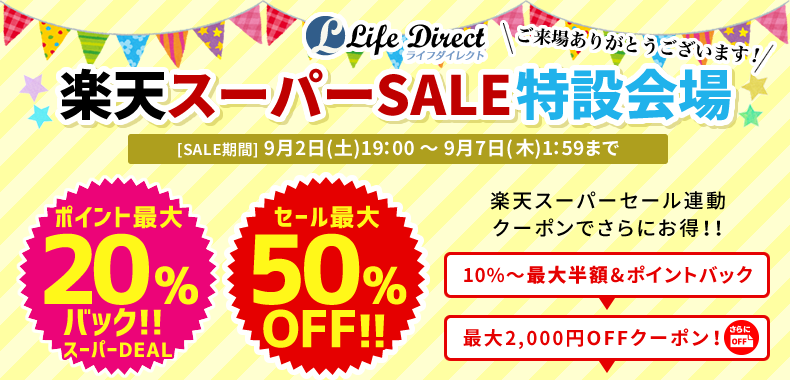 Life Direct
ライフダイレクト
ご来場ありがとうございます!
楽天スーパーSALE 特設会場
[SALE期間] 9月2日(土)19:00 ～ 9月7日(木)1:59まで
ポイント最大
20%
バック!!
スーパーDEAL
セール最大
50%
OFF!!
楽天スーパーセール連動
クーポンでさらにお得!!
10%～最大半額&ポイントバック
最大2,000円OFFクーポン!
さらに
OFF